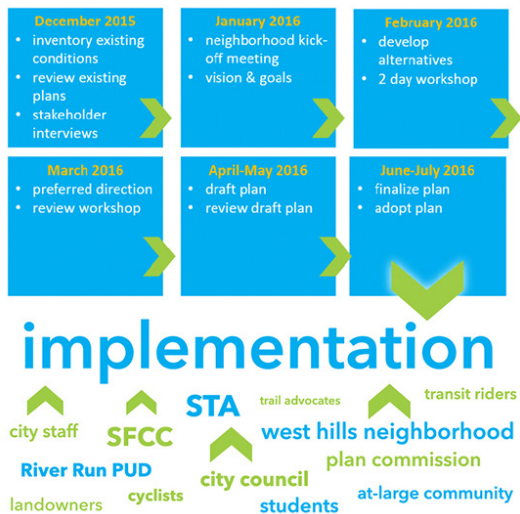 December 2015
• inventory existing
conditions
• review existing
plans
• stakeholder
interviews
January 2016
• neighborhood kick-
off meeting
• vision & goals
February 2016
• develop
alternatives
• 2 day workshop
March 2016
• preferred direction
• review workshop
April-May 2016
• draft plan
• review draft plan
June-July 2016
• finalize plan
• adopt plan
implementation
transit riders
STA
trail advocates
city staff
SFCC
west hills neighborhood
River Run PUD
city council
plan commission
landowners
cyclists
students
at-large community